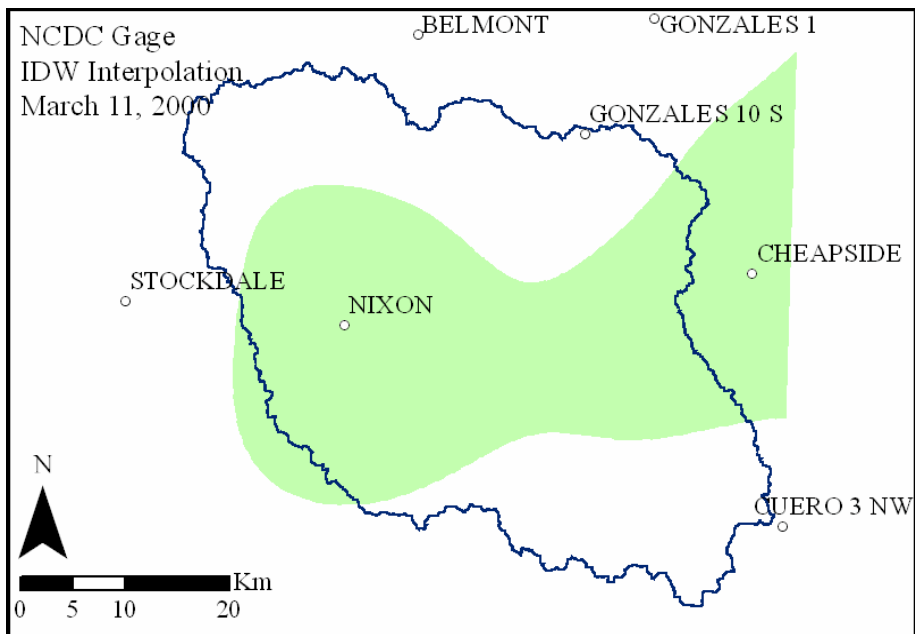 NCDC Gage
IDW Interpolation
March 11, 2000
BELMONT
GONZALES 1
GONZALES 10 S
CHEAPSIDE
STOCKDALE
NIXON
CUERO 3 NW
N
Km
0 5 10 20